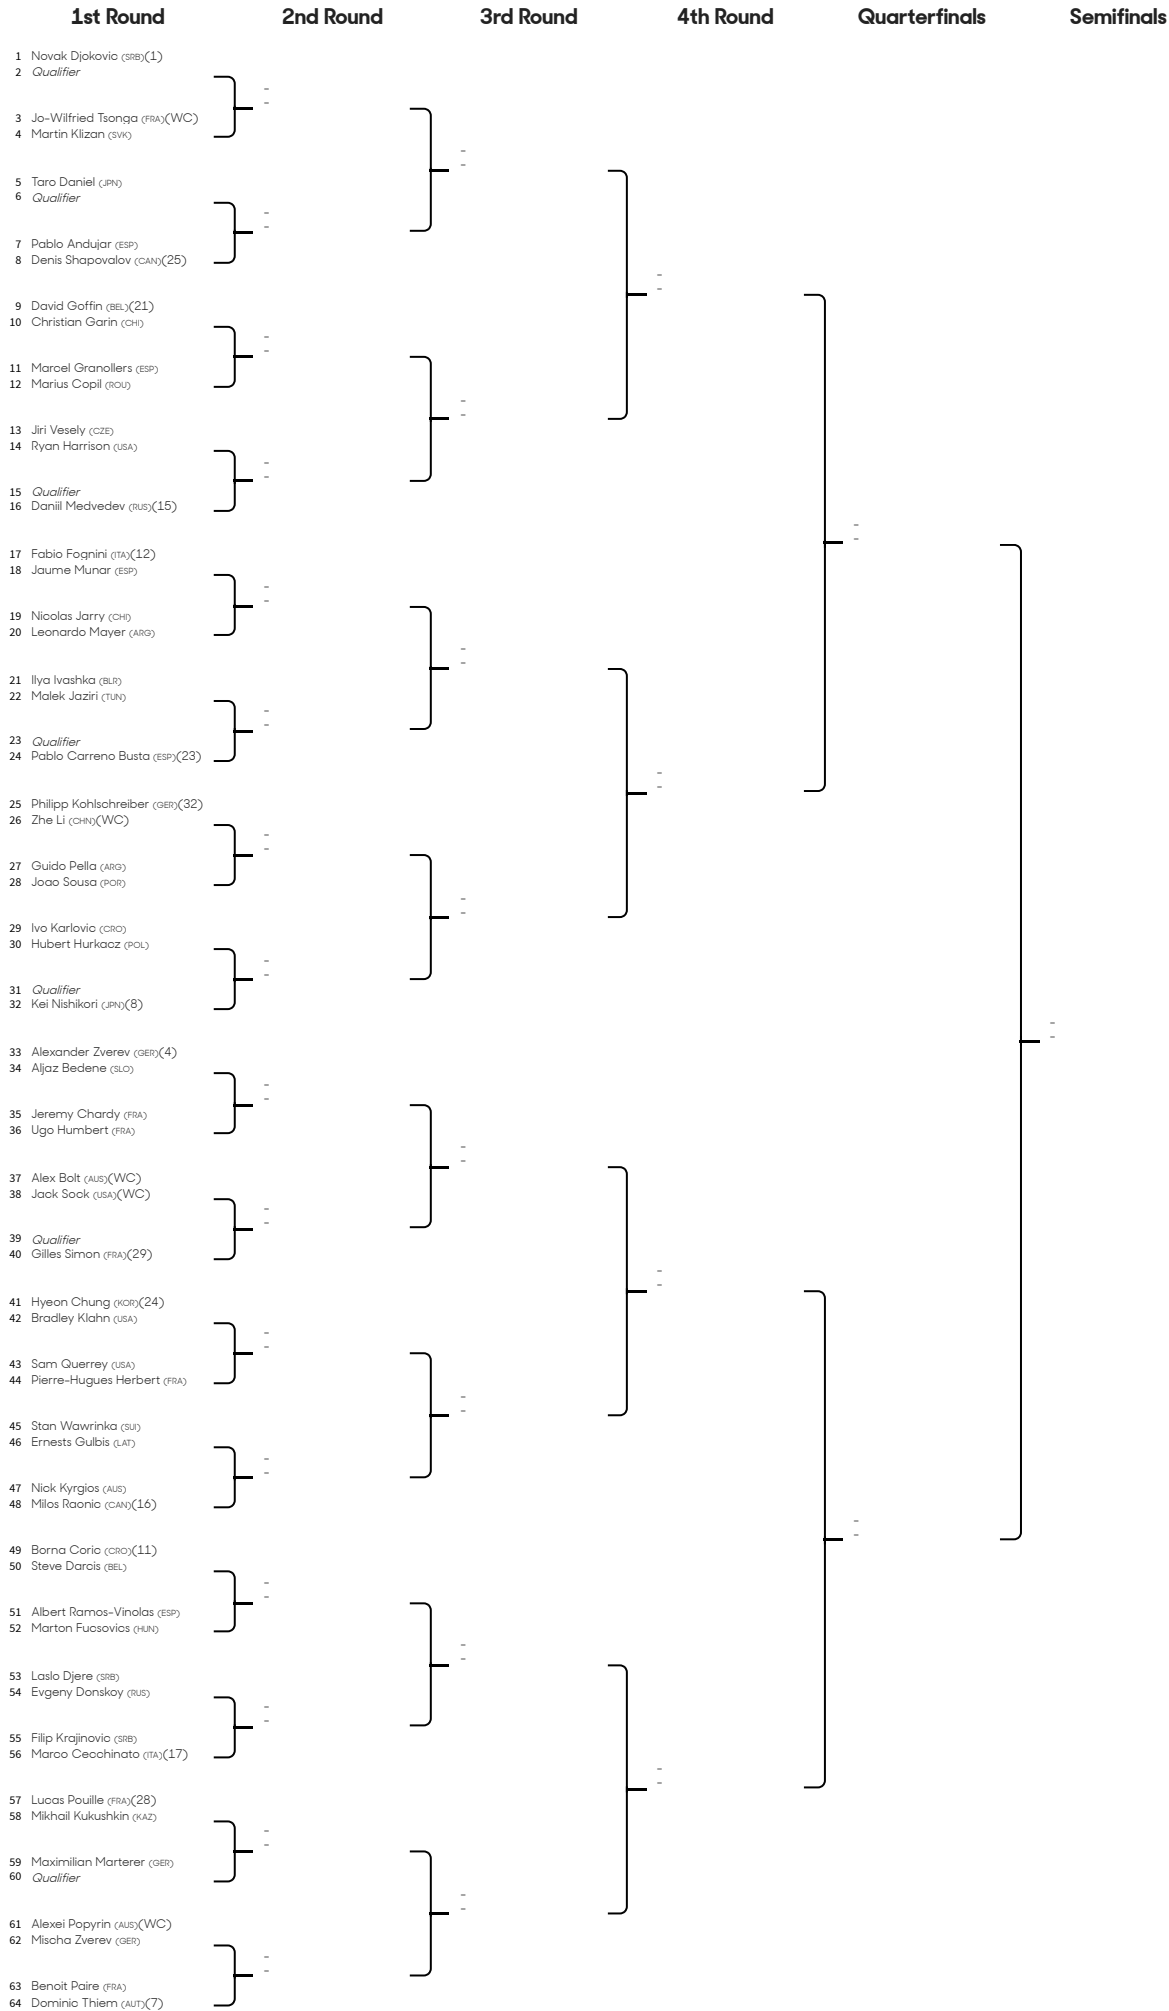 1st Round 2nd Round 3rd Round 4th Round Quarterfinals Semifinals
1 Novak Djokovic (SRB)(1)
2 Qualifier
3 Jo-Wilfried Tsonga (FRA)(WC)
4 Martin Klizan (SVK)
5 Taro Daniel (JPN)
6 Qualifier
7 Pablo Andujar (ESP)
8 Denis Shapovalov (CAN)(25)
9 David Goffin (BEL)(21)
10 Christian Garin (CHI)
11 Marcel Granollers (ESP)
12 Marius Copil (ROU)
13 Jiri Vesely (CZE)
14 Ryan Harrison (USA)
15 Qualifier
16 Daniil Medvedev (RUS)(15)
17 Fabio Fognini (ITA)(12)
18 Jaume Munar (ESP)
19 Nicolas Jarry (CHI)
20 Leonardo Mayer (ARG)
21 Ilya Ivashka (BLR)
22 Malek Jaziri (TUN)
23 Qualifier
24 Pablo Carreno Busta (ESP)(23)
25 Philipp Kohlschreiber (GER)(32)
26 Zhe Li (CHN)(WC)
27 Guido Pella (ARG)
28 Joao Sousa (POR)
29 Ivo Karlovic (CRO)
30 Hubert Hurkacz (POL)
31 Qualifier
32 Kei Nishikori (JPN)(8)
33 Alexander Zverev (GER)(4)
34 Aljaz Bedene (SLO)
35 Jeremy Chardy (FRA)
36 Ugo Humbert (FRA)
37 Alex Bolt (AUS)(WC)
38 Jack Sock (USA)(WC)
39 Qualifier
40 Gilles Simon (FRA)(29)
41 Hyeon Chung (KOR)(24)
42 Bradley Klahn (USA)
43 Sam Querrey (USA)
44 Pierre-Hugues Herbert (FRA)
45 Stan Wawrinka (SUI)
46 Ernests Gulbis (LAT)
47 Nick Kyrgios (AUS)
48 Milos Raonic (CAN)(16)
49 Borna Coric (CRO)(11)
50 Steve Darcis (BEL)
51 Albert Ramos-Vinolas (ESP)
52 Marton Fucsovics (HUN)
53 Laslo Djere (SRB)
54 Evgeny Donskoy (RUS)
55 Filip Krajinovic (SRB)
56 Marco Cecchinato (ITA)(17)
57 Lucas Pouille (FRA)(28)
58 Mikhail Kukushkin (KAZ)
59 Maximilian Marterer (GER)
60 Qualifier
61 Alexei Popyrin (AUS)(WC)
62 Mischa Zverev (GER)
63 Benoit Paire (FRA)
64 Dominic Thiem (AUT)(7)